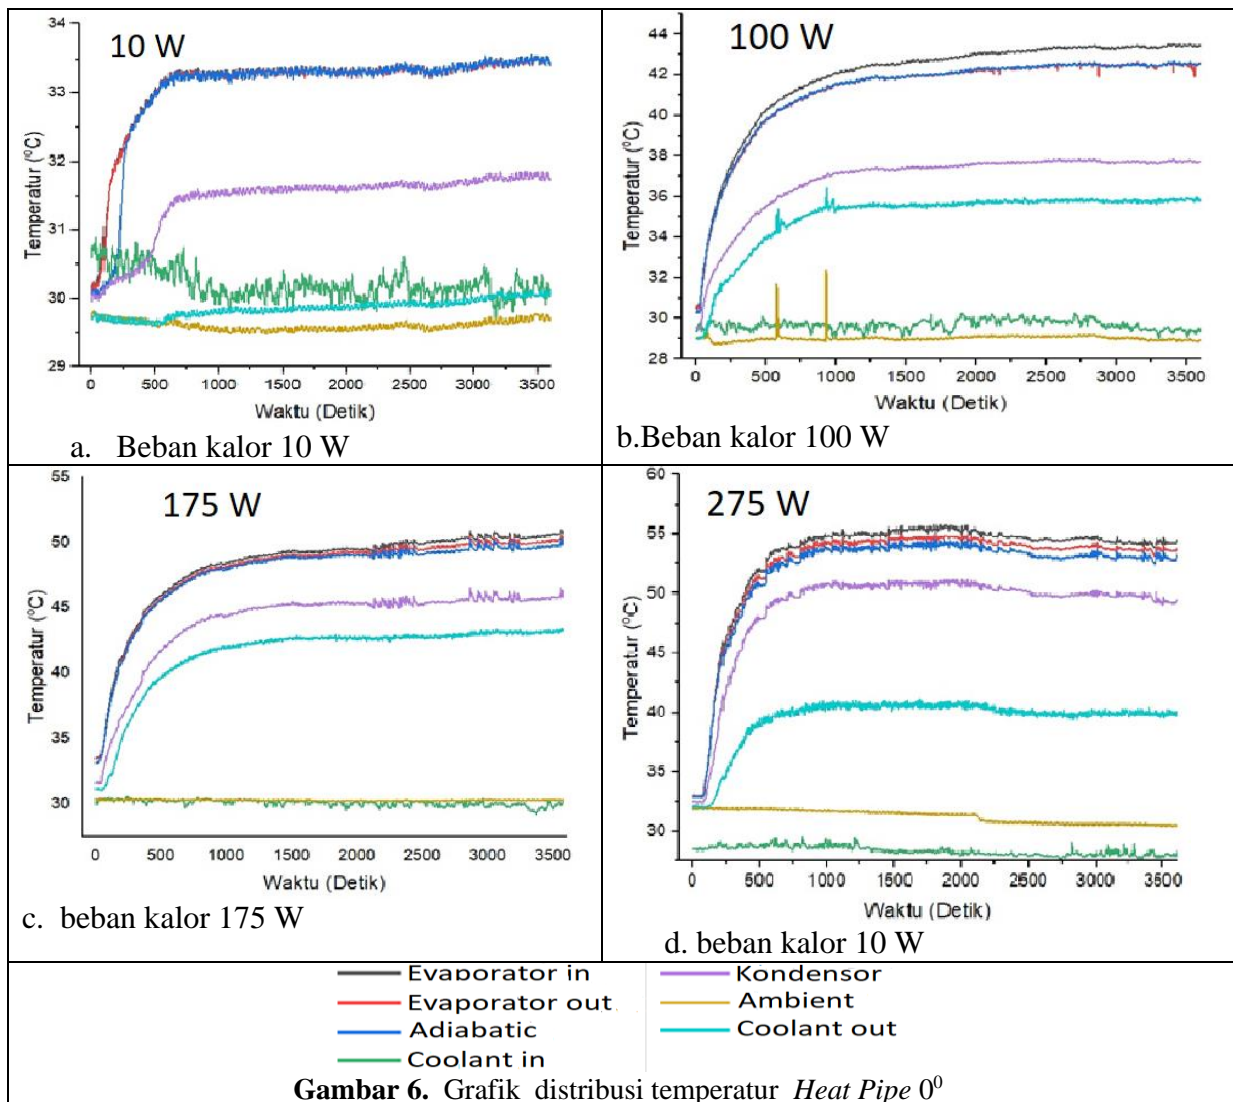 10 W
Temperatur (⁰C)
34
33
32
31
30
29
0 500 1000 1500 2000 2500 3000 3500
Waktu (Detik)
a. Beban kalor 10 W
100 W
Temperatur (⁰C)
44
42
40
38
36
34
32
30
28
0 500 1000 1500 2000 2500 3000 3500
Waktu (Detik)
b.Beban kalor 100 W
175 W
Temperatur (⁰C)
55
50
45
40
35
30
0 500 1000 1500 2000 2500 3000 3500
Waktu (Detik)
c. beban kalor 175 W
275 W
Temperatur (⁰C)
60
55
50
45
40
35
30
0 500 1000 1500 2000 2500 3000 3500
Waktu (Detik)
d. beban kalor 10 W
Evaporator in
Evaporator out
Adiabatic
Coolant in
Kondensor
Ambient
Coolant out
Gambar 6. Grafik distribusi temperatur Heat Pipe 0⁰